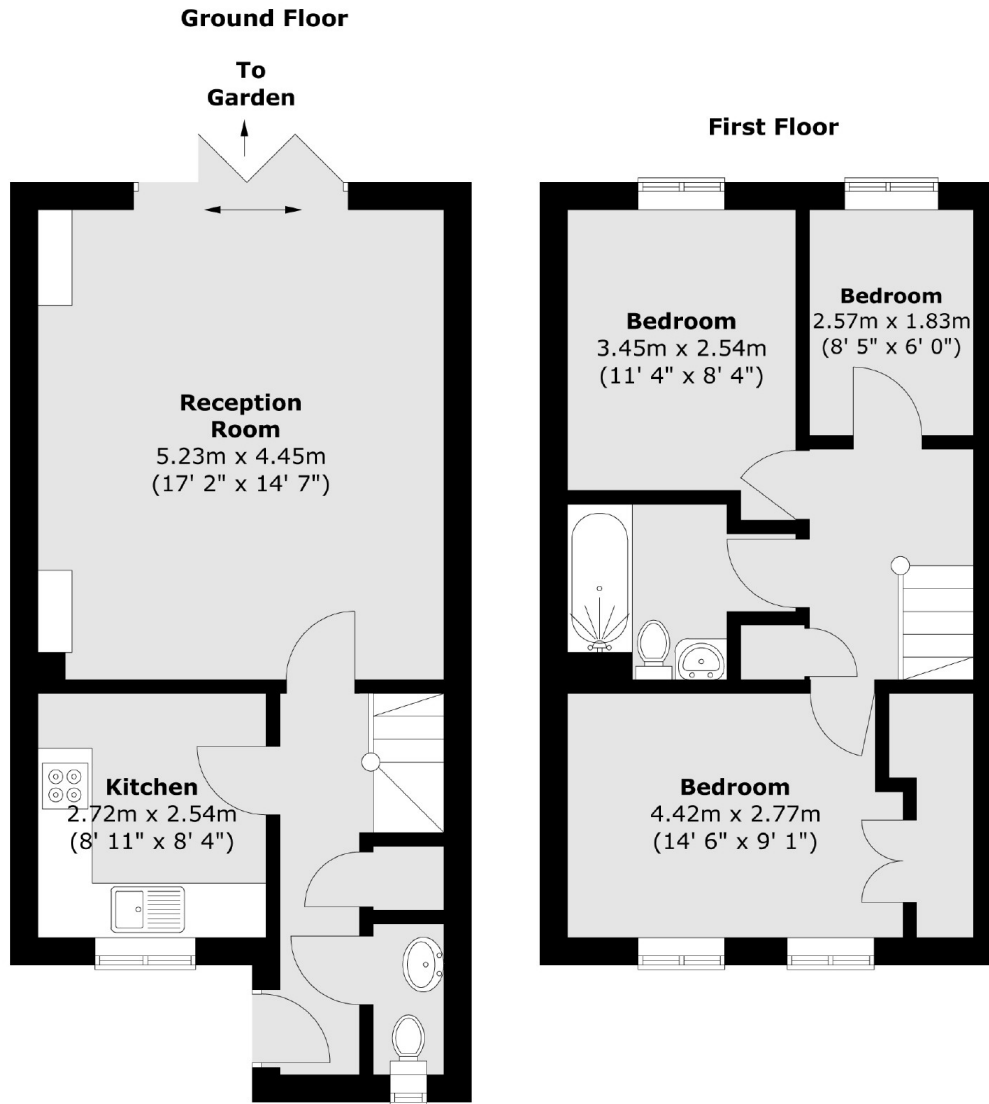 Ground Floor
To
Garden
Reception
Room
5.23m x 4.45m
(17' 2" x 14' 7")
Kitchen
2.72m x 2.54m
(8' 11" x 8' 4")
First Floor
Bedroom
3.45m x 2.54m
(11' 4" x 8' 4")
Bedroom
2.57m x 1.83m
(8' 5" x 6' 0")
Bedroom
4.42m x 2.77m
(14' 6" x 9' 1")